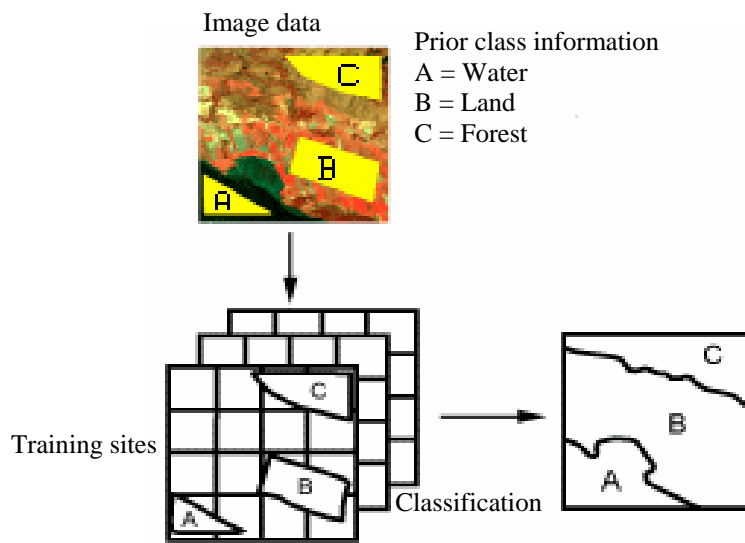 Image data
Prior class information
A = Water
B = Land
C = Forest
C
B
A
Training sites
C
B
A
Classification
C
B
A